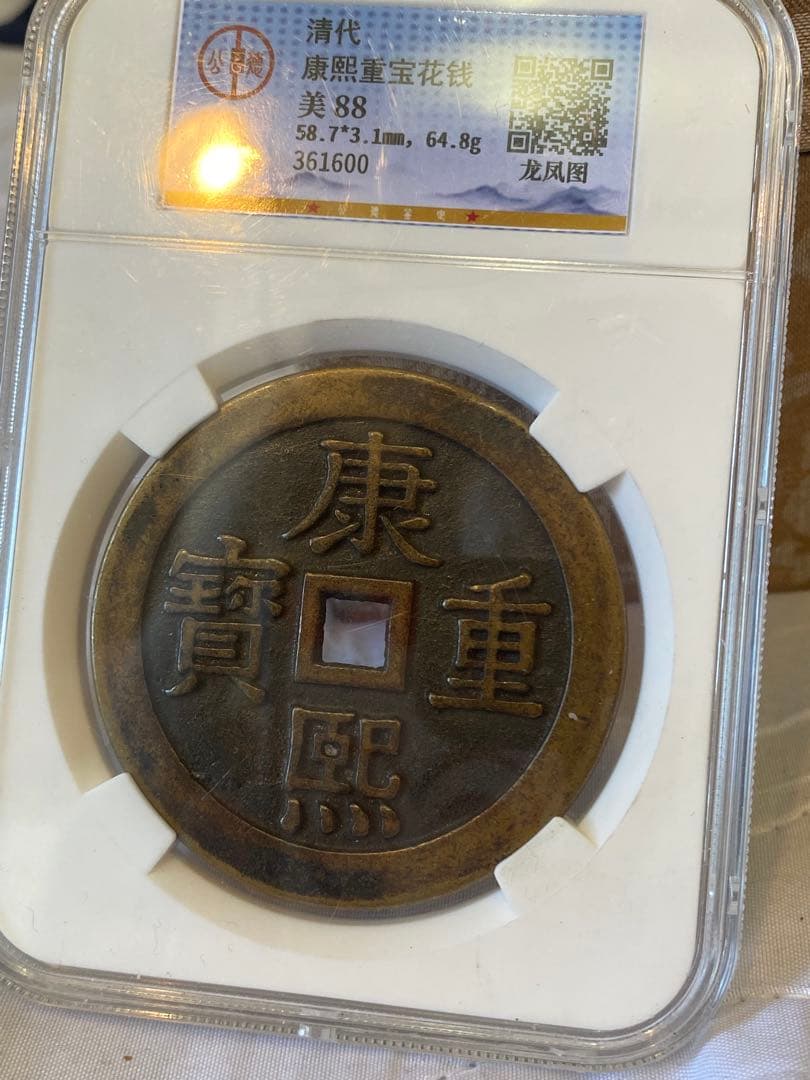 清代
康熙重宝花钱
美 88
58.7*3.1mm, 64.8g
361600
龙凤图
康
重
寶
熙